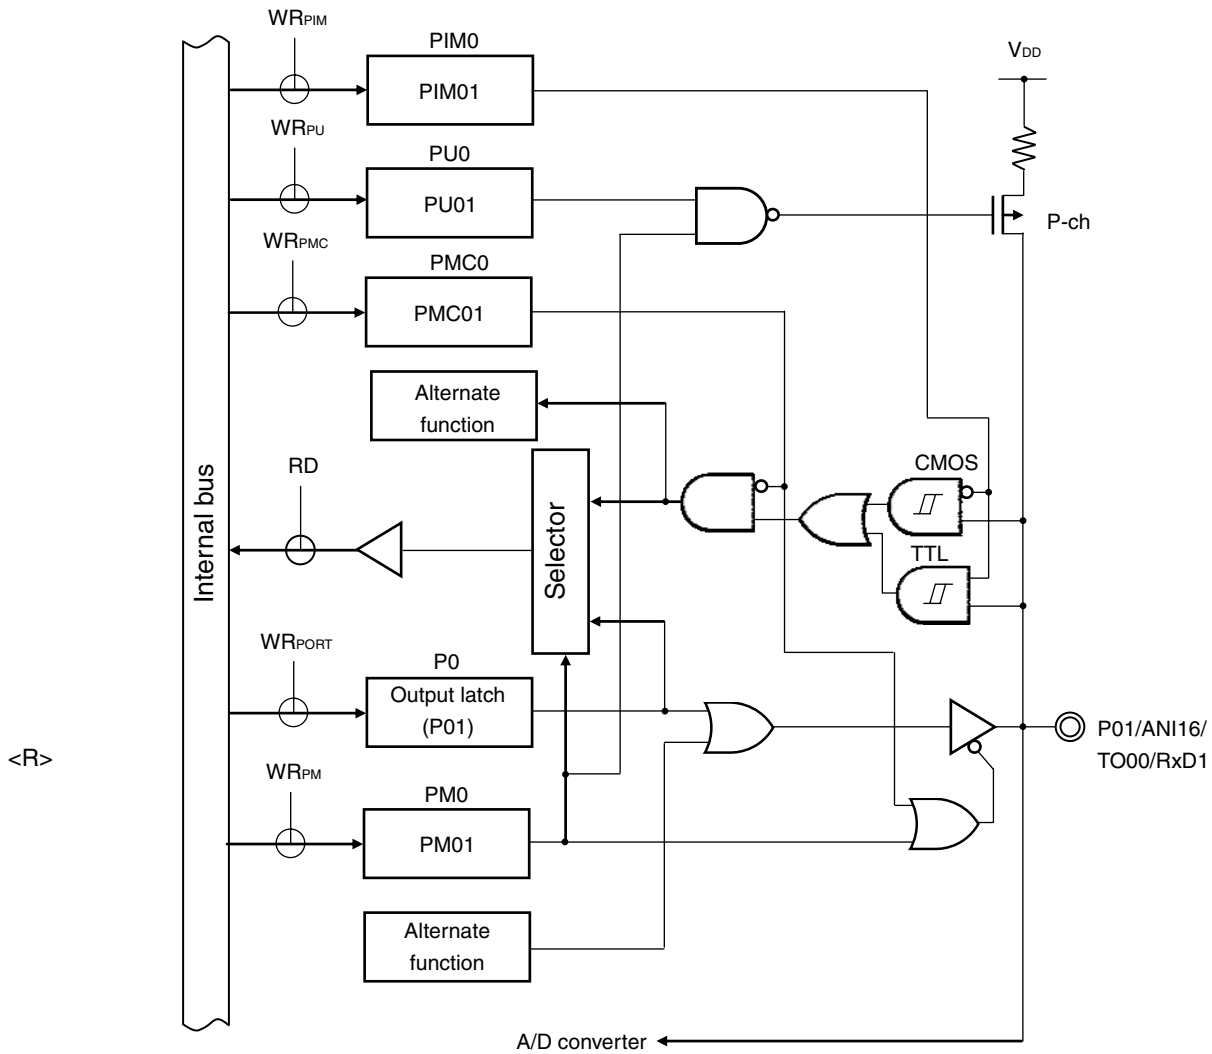 WRPIM
PIM0
PIM01
VDD
WRPU
PU0
PU01
P-ch
WRPMC
PMC0
PMC01
Alternate
function
CMOS
RD
Internal bus
Selector
TTL
WRPORT
P0
Output latch
(P01)
P01/ANI16/
TO00/RxD1
<R>
WRPM
PM0
PM01
Alternate
function
A/D converter